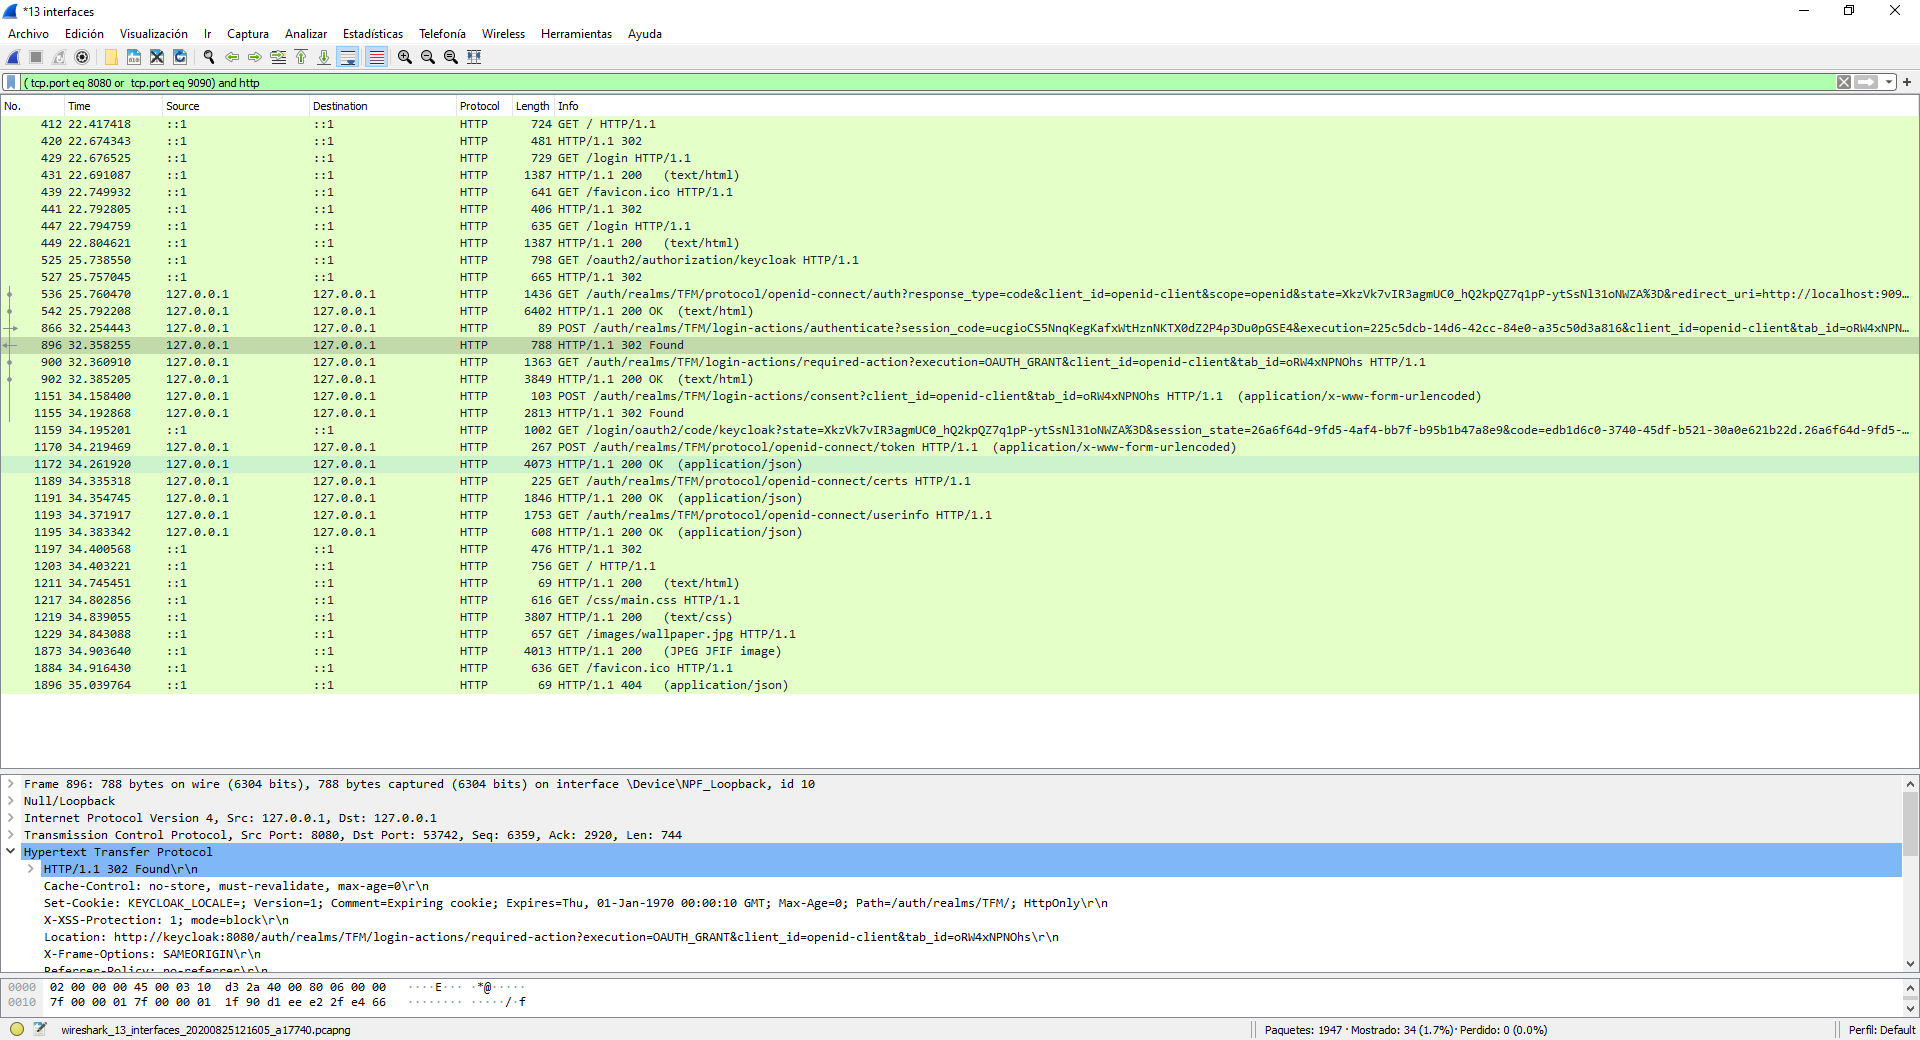 *13 interfaces
Archivo Edición Visualización Ir Captura Analizar Estadísticas Telefonía Wireless Herramientas Ayuda
( tcp.port eq 8080 or  tcp.port eq 9090) and http
No. Time Source Destination Protocol Length Info
412 22.417418 ::1 ::1 HTTP 724 GET / HTTP/1.1
420 22.674343 ::1 ::1 HTTP 481 HTTP/1.1 302
429 22.676525 ::1 ::1 HTTP 729 GET /login HTTP/1.1
431 22.691087 ::1 ::1 HTTP 1387 HTTP/1.1 200   (text/html)
439 22.749932 ::1 ::1 HTTP 641 GET /favicon.ico HTTP/1.1
441 22.792805 ::1 ::1 HTTP 406 HTTP/1.1 302
447 22.794759 ::1 ::1 HTTP 635 GET /login HTTP/1.1
449 22.804621 ::1 ::1 HTTP 1387 HTTP/1.1 200   (text/html)
525 25.738550 ::1 ::1 HTTP 798 GET /oauth2/authorization/keycloak HTTP/1.1
527 25.757045 ::1 ::1 HTTP 665 HTTP/1.1 302
536 25.760470 127.0.0.1 127.0.0.1 HTTP 1436 GET /auth/realms/TFM/protocol/openid-connect/auth?response_type=code&client_id=openid-client&scope=openid&state=XkzVk7vIR3agmUC0_hQ2kpQZ7q1pP-ytSsNl31oNWZA%3D&redirect_uri=http://localhost:909…
542 25.792208 127.0.0.1 127.0.0.1 HTTP 6402 HTTP/1.1 200 OK  (text/html)
866 32.254443 127.0.0.1 127.0.0.1 HTTP 89 POST /auth/realms/TFM/login-actions/authenticate?session_code=ucgioCS5NnqKegKafxWtHznNKTX0dZ2P4p3Du0pGSE4&execution=225c5dcb-14d6-42cc-84e0-a35c50d3a816&client_id=openid-client&tab_id=oRW4xNPN…
896 32.358255 127.0.0.1 127.0.0.1 HTTP 788 HTTP/1.1 302 Found
900 32.360910 127.0.0.1 127.0.0.1 HTTP 1363 GET /auth/realms/TFM/login-actions/required-action?execution=OAUTH_GRANT&client_id=openid-client&tab_id=oRW4xNPNOhs HTTP/1.1
902 32.385205 127.0.0.1 127.0.0.1 HTTP 3849 HTTP/1.1 200 OK  (text/html)
1151 34.158400 127.0.0.1 127.0.0.1 HTTP 103 POST /auth/realms/TFM/login-actions/consent?client_id=openid-client&tab_id=oRW4xNPNOhs HTTP/1.1  (application/x-www-form-urlencoded)
1155 34.192868 127.0.0.1 127.0.0.1 HTTP 2813 HTTP/1.1 302 Found
1159 34.195201 ::1 ::1 HTTP 1002 GET /login/oauth2/code/keycloak?state=XkzVk7vIR3agmUC0_hQ2kpQZ7q1pP-ytSsNl31oNWZA%3D&session_state=26a6f64d-9fd5-4af4-bb7f-b95b1b47a8e9&code=edb1d6c0-3740-45df-b521-30a0e621b22d.26a6f64d-9fd5-…
1170 34.219469 127.0.0.1 127.0.0.1 HTTP 267 POST /auth/realms/TFM/protocol/openid-connect/token HTTP/1.1  (application/x-www-form-urlencoded)
1172 34.261920 127.0.0.1 127.0.0.1 HTTP 4073 HTTP/1.1 200 OK  (application/json)
1189 34.335318 127.0.0.1 127.0.0.1 HTTP 225 GET /auth/realms/TFM/protocol/openid-connect/certs HTTP/1.1
1191 34.354745 127.0.0.1 127.0.0.1 HTTP 1846 HTTP/1.1 200 OK  (application/json)
1193 34.371917 127.0.0.1 127.0.0.1 HTTP 1753 GET /auth/realms/TFM/protocol/openid-connect/userinfo HTTP/1.1
1195 34.383342 127.0.0.1 127.0.0.1 HTTP 608 HTTP/1.1 200 OK  (application/json)
1197 34.400568 ::1 ::1 HTTP 476 HTTP/1.1 302
1203 34.403221 ::1 ::1 HTTP 756 GET / HTTP/1.1
1211 34.745451 ::1 ::1 HTTP 69 HTTP/1.1 200   (text/html)
1217 34.802856 ::1 ::1 HTTP 616 GET /css/main.css HTTP/1.1
1219 34.839055 ::1 ::1 HTTP 3807 HTTP/1.1 200   (text/css)
1229 34.843088 ::1 ::1 HTTP 657 GET /images/wallpaper.jpg HTTP/1.1
1873 34.903640 ::1 ::1 HTTP 4013 HTTP/1.1 200   (JPEG JFIF image)
1884 34.916430 ::1 ::1 HTTP 636 GET /favicon.ico HTTP/1.1
1896 35.039764 ::1 ::1 HTTP 69 HTTP/1.1 404   (application/json)
Frame 896: 788 bytes on wire (6304 bits), 788 bytes captured (6304 bits) on interface \Device\NPF_Loopback, id 10
Null/Loopback
Internet Protocol Version 4, Src: 127.0.0.1, Dst: 127.0.0.1
Transmission Control Protocol, Src Port: 8080, Dst Port: 53742, Seq: 6359, Ack: 2920, Len: 744
Hypertext Transfer Protocol
HTTP/1.1 302 Found\r\n
Cache-Control: no-store, must-revalidate, max-age=0\r\n
Set-Cookie: KEYCLOAK_LOCALE=; Version=1; Comment=Expiring cookie; Expires=Thu, 01-Jan-1970 00:00:10 GMT; Max-Age=0; Path=/auth/realms/TFM/; HttpOnly\r\n
X-XSS-Protection: 1; mode=block\r\n
Location: http://keycloak:8080/auth/realms/TFM/login-actions/required-action?execution=OAUTH_GRANT&client_id=openid-client&tab_id=oRW4xNPNOhs\r\n
X-Frame-Options: SAMEORIGIN\r\n
Referrer-Policy: no-referrer\r\n
0000 02 00 00 00 45 00 03 10  d3 2a 40 00 80 06 00 00 ····E··· ·*@·····
0010 7f 00 00 01 7f 00 00 01  1f 90 d1 ee e2 2f e4 66 ········ ·····/·f
wireshark_13_interfaces_20200825121605_a17740.pcapng Paquetes: 1947 · Mostrado: 34 (1.7%) · Perdido: 0 (0.0%) Perfil: Default